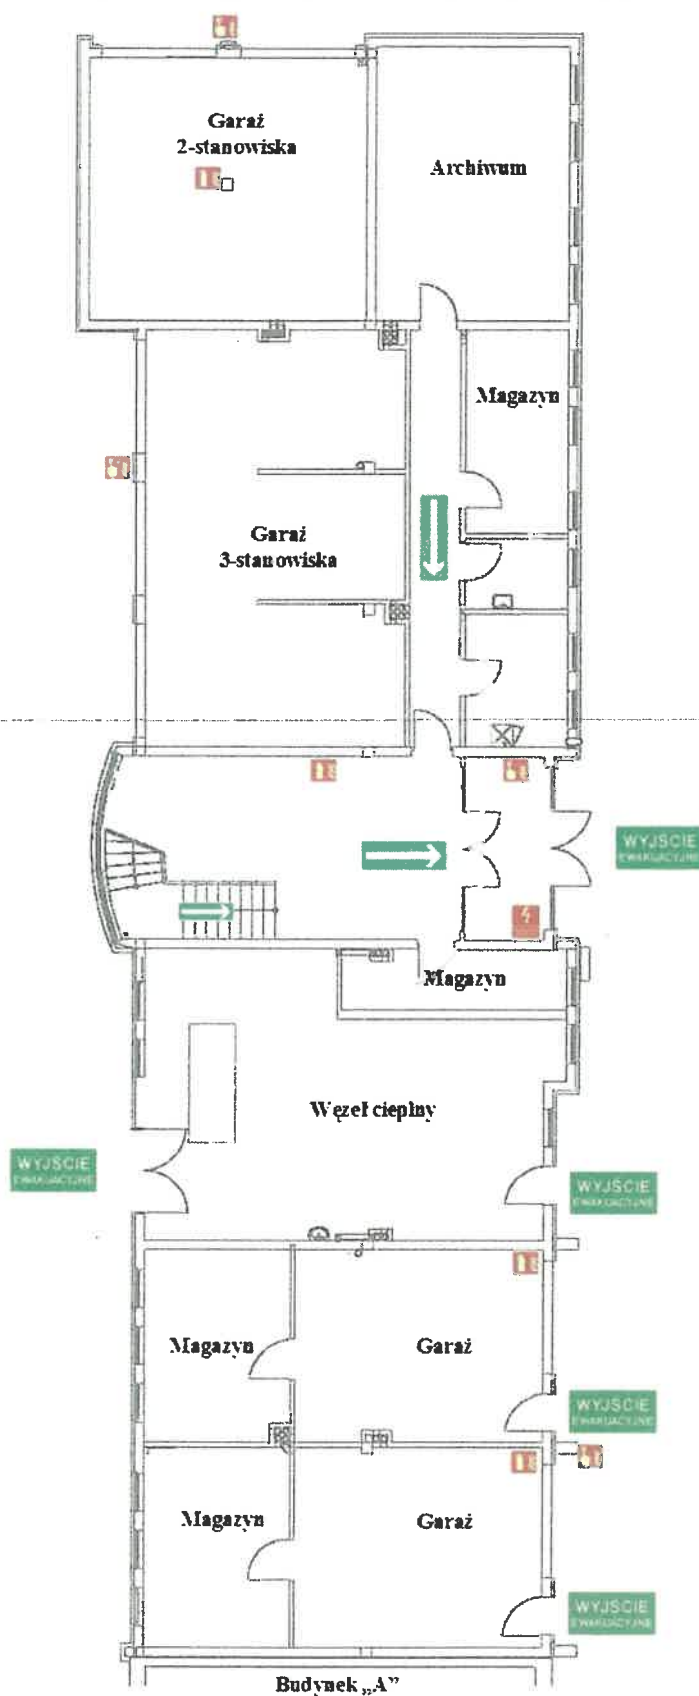 Garaż
2-stanowiska
Archiwum
Magazyn
Garaż
3-stanowiska
WYJŚCIE
EWAKUACYJNE
4
Magazyn
Węzeł cieplny
WYJŚCIE
EWAKUACYJNE
WYJŚCIE
EWAKUACYJNE
Magazyn
Garaż
WYJŚCIE
EWAKUACYJNE
Magazyn
Garaż
WYJŚCIE
EWAKUACYJNE
Budynek „A”